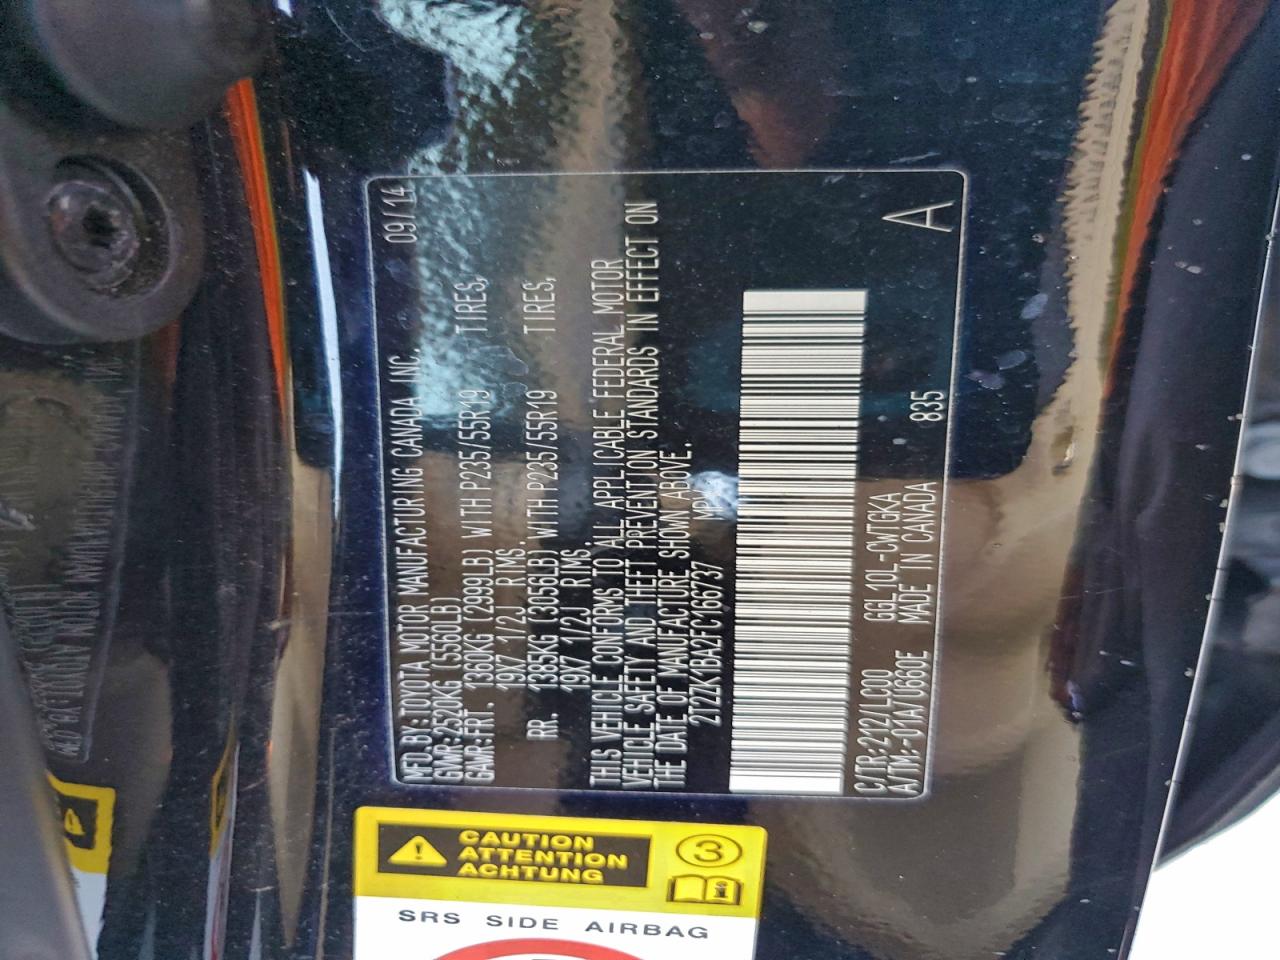 MFD. BY: TOYOTA MOTOR MANUFACTURING CANADA INC. 09/14
GVWR: 2520KG (5560LB)
GAWR: FRT. 1360KG (2999LB) WITH P235/55R19 TIRES,
19X7 1/2J RIMS.
RR. 1385KG (3056LB) WITH P235/55R19 TIRES,
19X7 1/2J RIMS.
THIS VEHICLE CONFORMS TO ALL APPLICABLE FEDERAL MOTOR
VEHICLE SAFETY AND THEFT PREVENTION STANDARDS IN EFFECT ON
THE DATE OF MANUFACTURE SHOWN ABOVE.
2T2ZK1BA2FC166737 MPV
C/TR:212/LC00 GGL10L-CWTGKA
A/TM:-01A/U660E MADE IN CANADA 835
A
CAUTION
ATTENTION
ACHTUNG
3
SRS SIDE AIRBAG